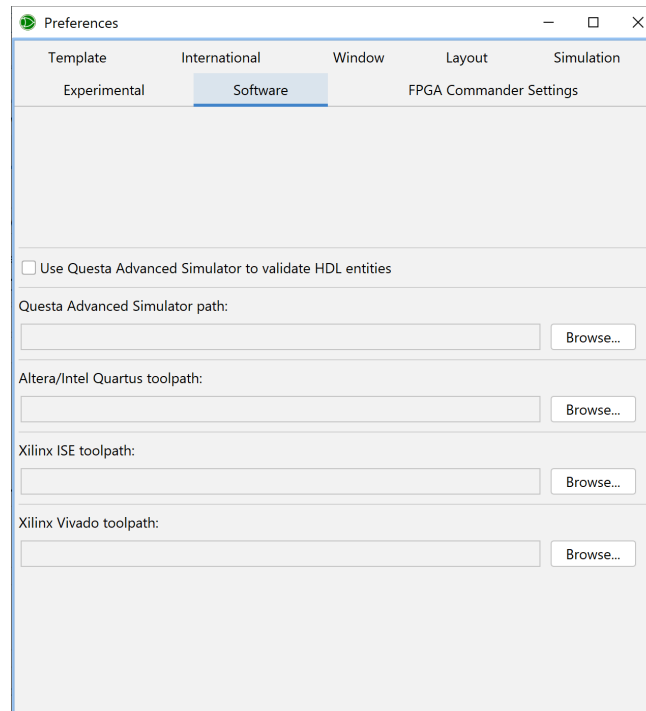 Preferences
Template International Window Layout Simulation
Experimental Software FPGA Commander Settings
Use Questa Advanced Simulator to validate HDL entities
Questa Advanced Simulator path:
Browse...
Altera/Intel Quartus toolpath:
Browse...
Xilinx ISE toolpath:
Browse...
Xilinx Vivado toolpath:
Browse...